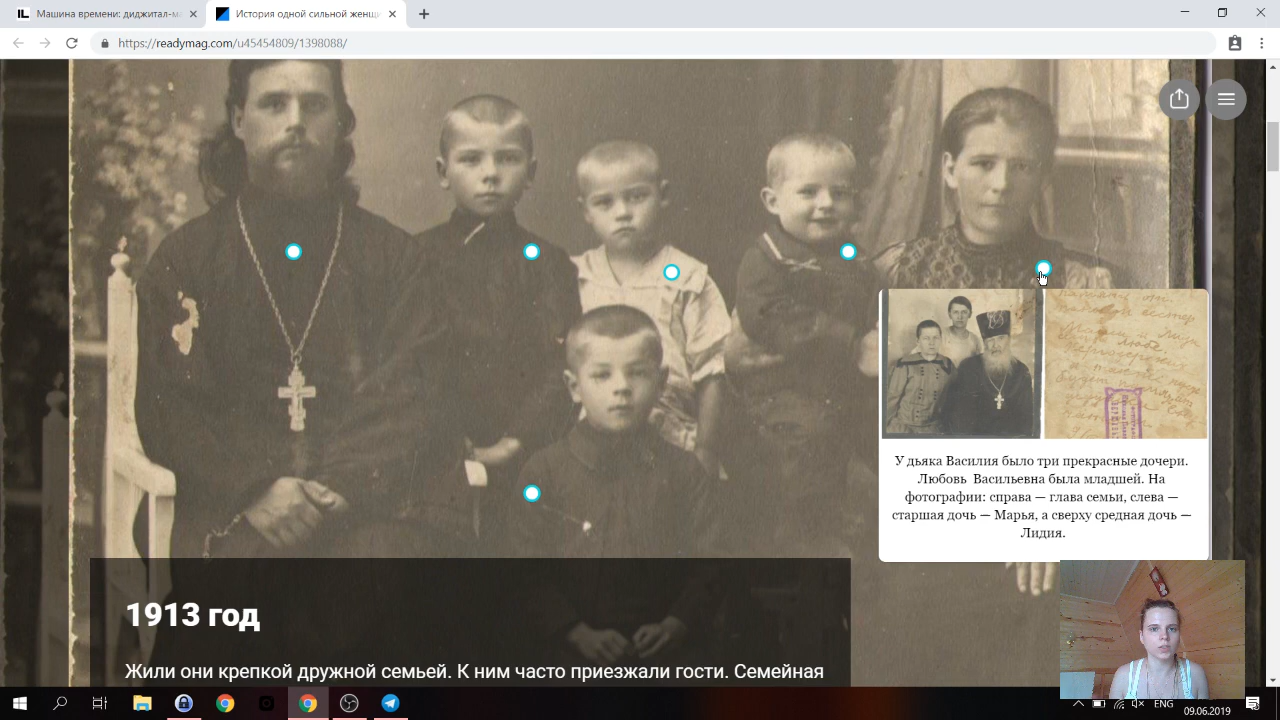 Машина времени: диджитал-м
История одной сильной женщи
https://readymag.com/u45454809/1398088/
У дьяка Василия было три прекрасные дочери.
Любовь Васильевна была младшей. На
фотографии: справа — глава семьи, слева —
старшая дочь — Марья, а сверху средняя дочь —
Лидия.
1913 год
Жили они крепкой дружной семьей. К ним часто приезжали гости. Семейная
ENG
09.06.2019